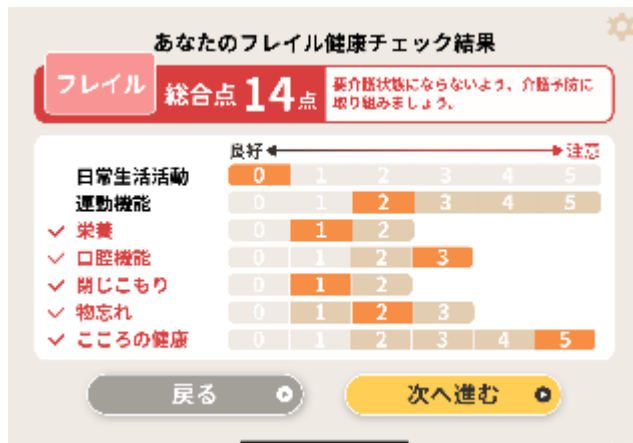 あなたのフレイル健康チェック結果
フレイル 総合点 14点
要介護状態にならないよう、介護予防に
取り組みましょう。
良好 注意
日常生活活動 0 1 2 3 4 5
運動機能 0 1 2 3 4 5
栄養 0 1 2
口腔機能 0 1 2 3
閉じこもり 0 1 2
物忘れ 0 1 2 3
こころの健康 0 1 2 3 4 5
戻る 次へ進む